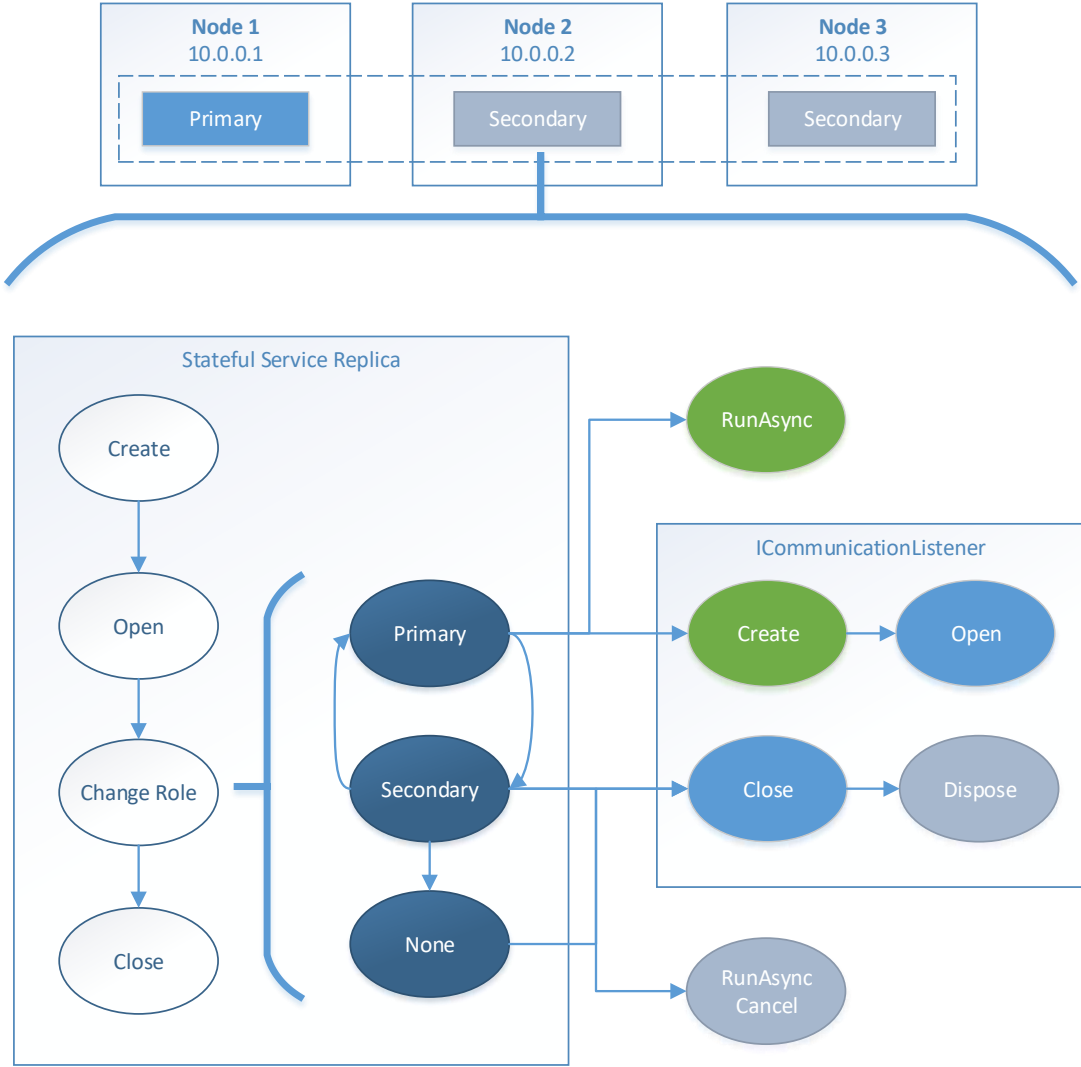 Node 1
10.0.0.1
Node 2
10.0.0.2
Node 3
10.0.0.3
Primary
Secondary
Secondary
Stateful Service Replica
Create
Open
Change Role
Close
Primary
Secondary
None
RunAsync
ICommunicationListener
Create
Open
Close
Dispose
RunAsync
Cancel